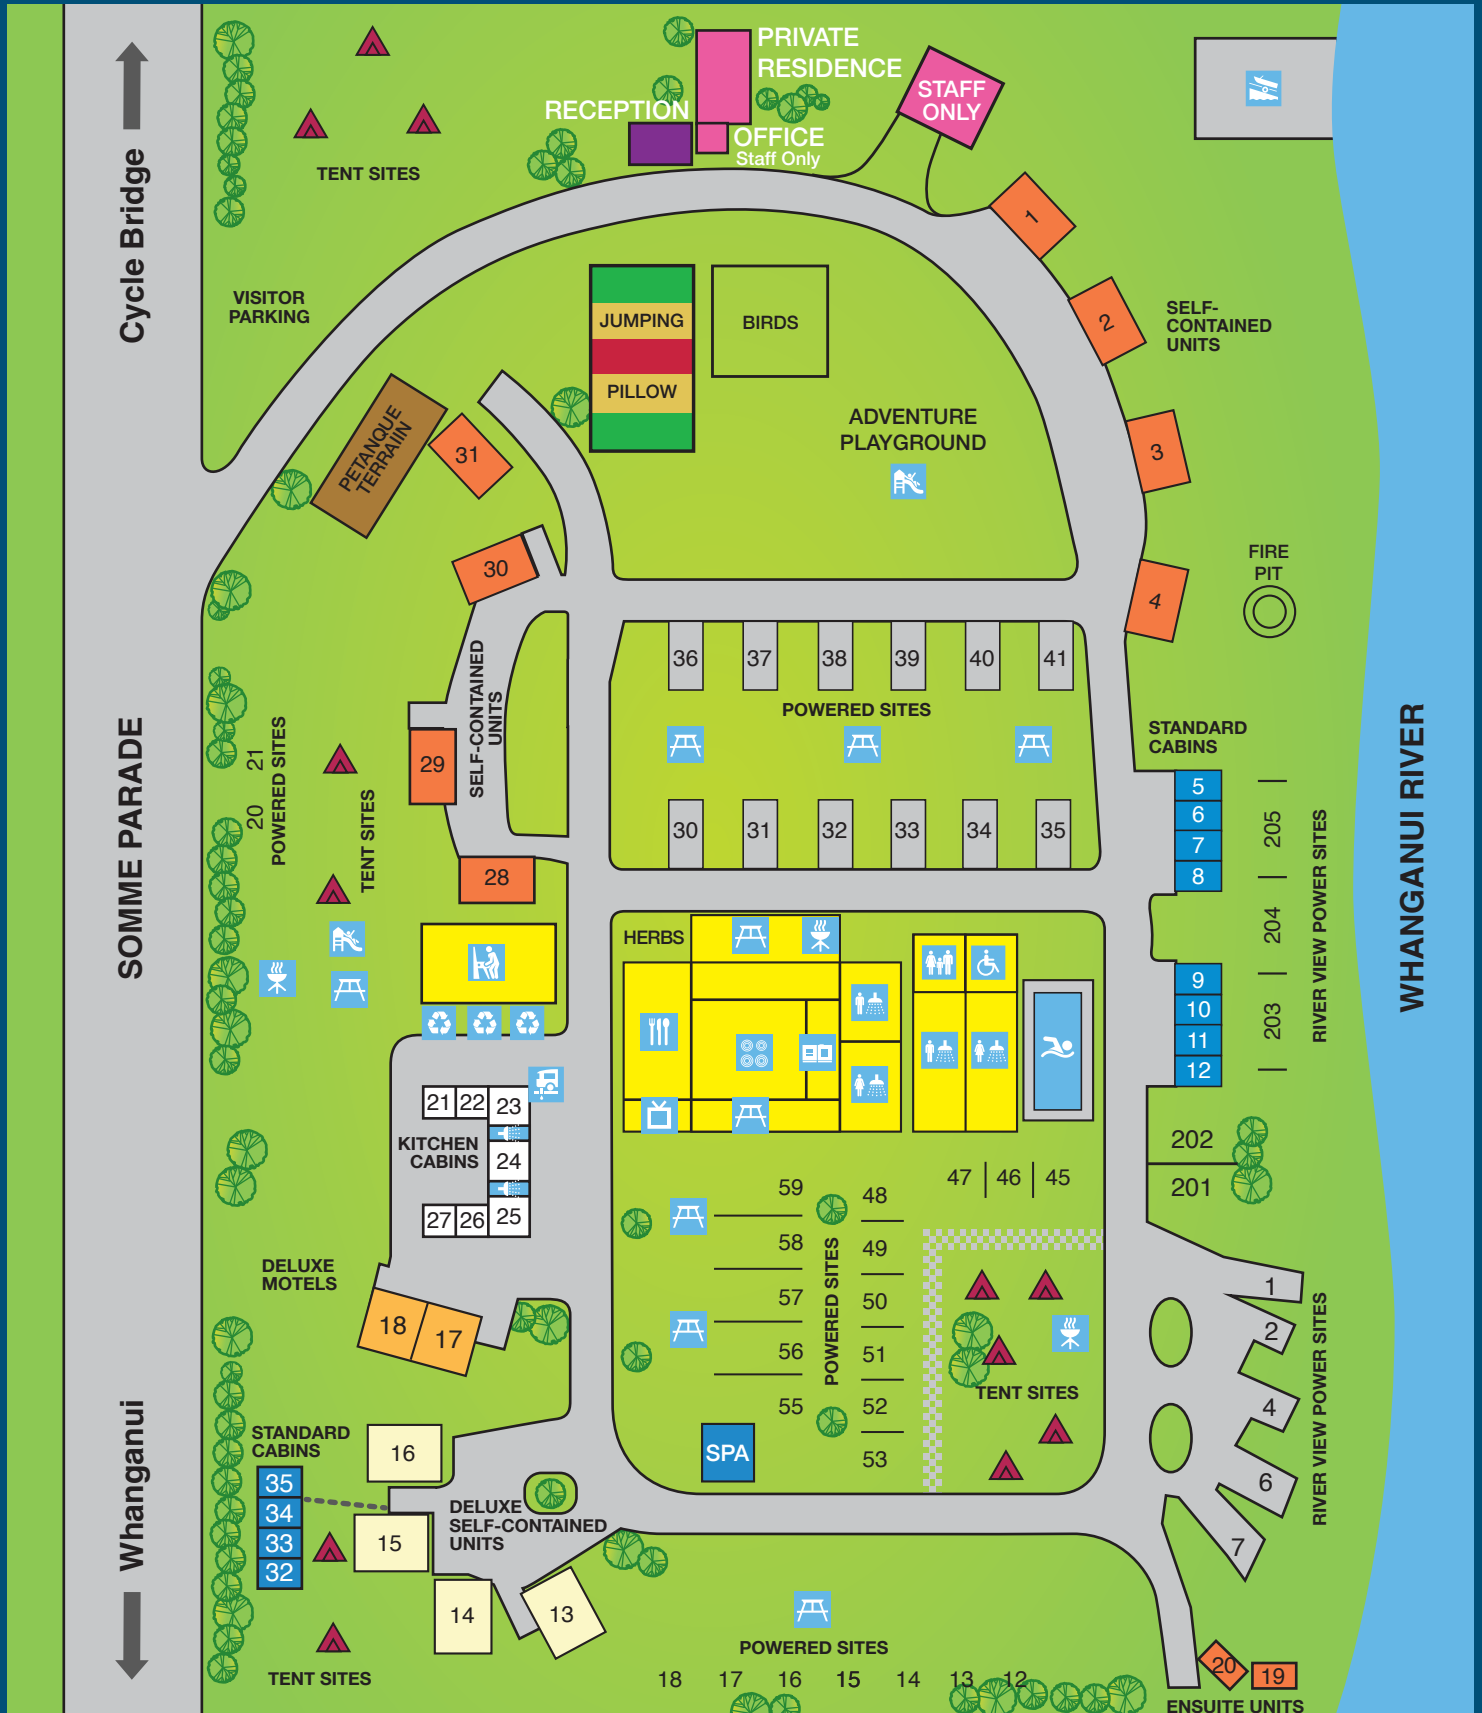 PRIVATE
RESIDENCE
STAFF
ONLY
RECEPTION
OFFICE
Staff Only
TENT SITES
Cycle Bridge
1
VISITOR
PARKING
JUMPING
PILLOW
BIRDS
2
SELF-
CONTAINED
UNITS
ADVENTURE
PLAYGROUND
PETANQUE
TERRAIIN
31
3
30
FIRE
PIT
4
SELF-CONTAINED
UNITS
36
37
38
39
40
41
POWERED SITES
STANDARD
CABINS
SOMME PARADE
WHANGANUI RIVER
21
20
POWERED SITES
TENT SITES
29
28
30
31
32
33
34
35
5
6
7
8
205
204
203
RIVER VIEW POWER SITES
9
10
11
12
HERBS
21
22
23
KITCHEN
CABINS
24
27
26
25
202
201
59
58
57
56
55
POWERED SITES
48
49
50
51
52
53
47
46
45
TENT SITES
SPA
DELUXE
MOTELS
18
17
1
2
4
6
7
RIVER VIEW POWER SITES
Whanganui
STANDARD
CABINS
35
34
33
32
16
15
DELUXE
SELF-CONTAINED
UNITS
14
13
TENT SITES
POWERED SITES
18
17
16
15
14
13
12
20
19
ENSUITE UNITS